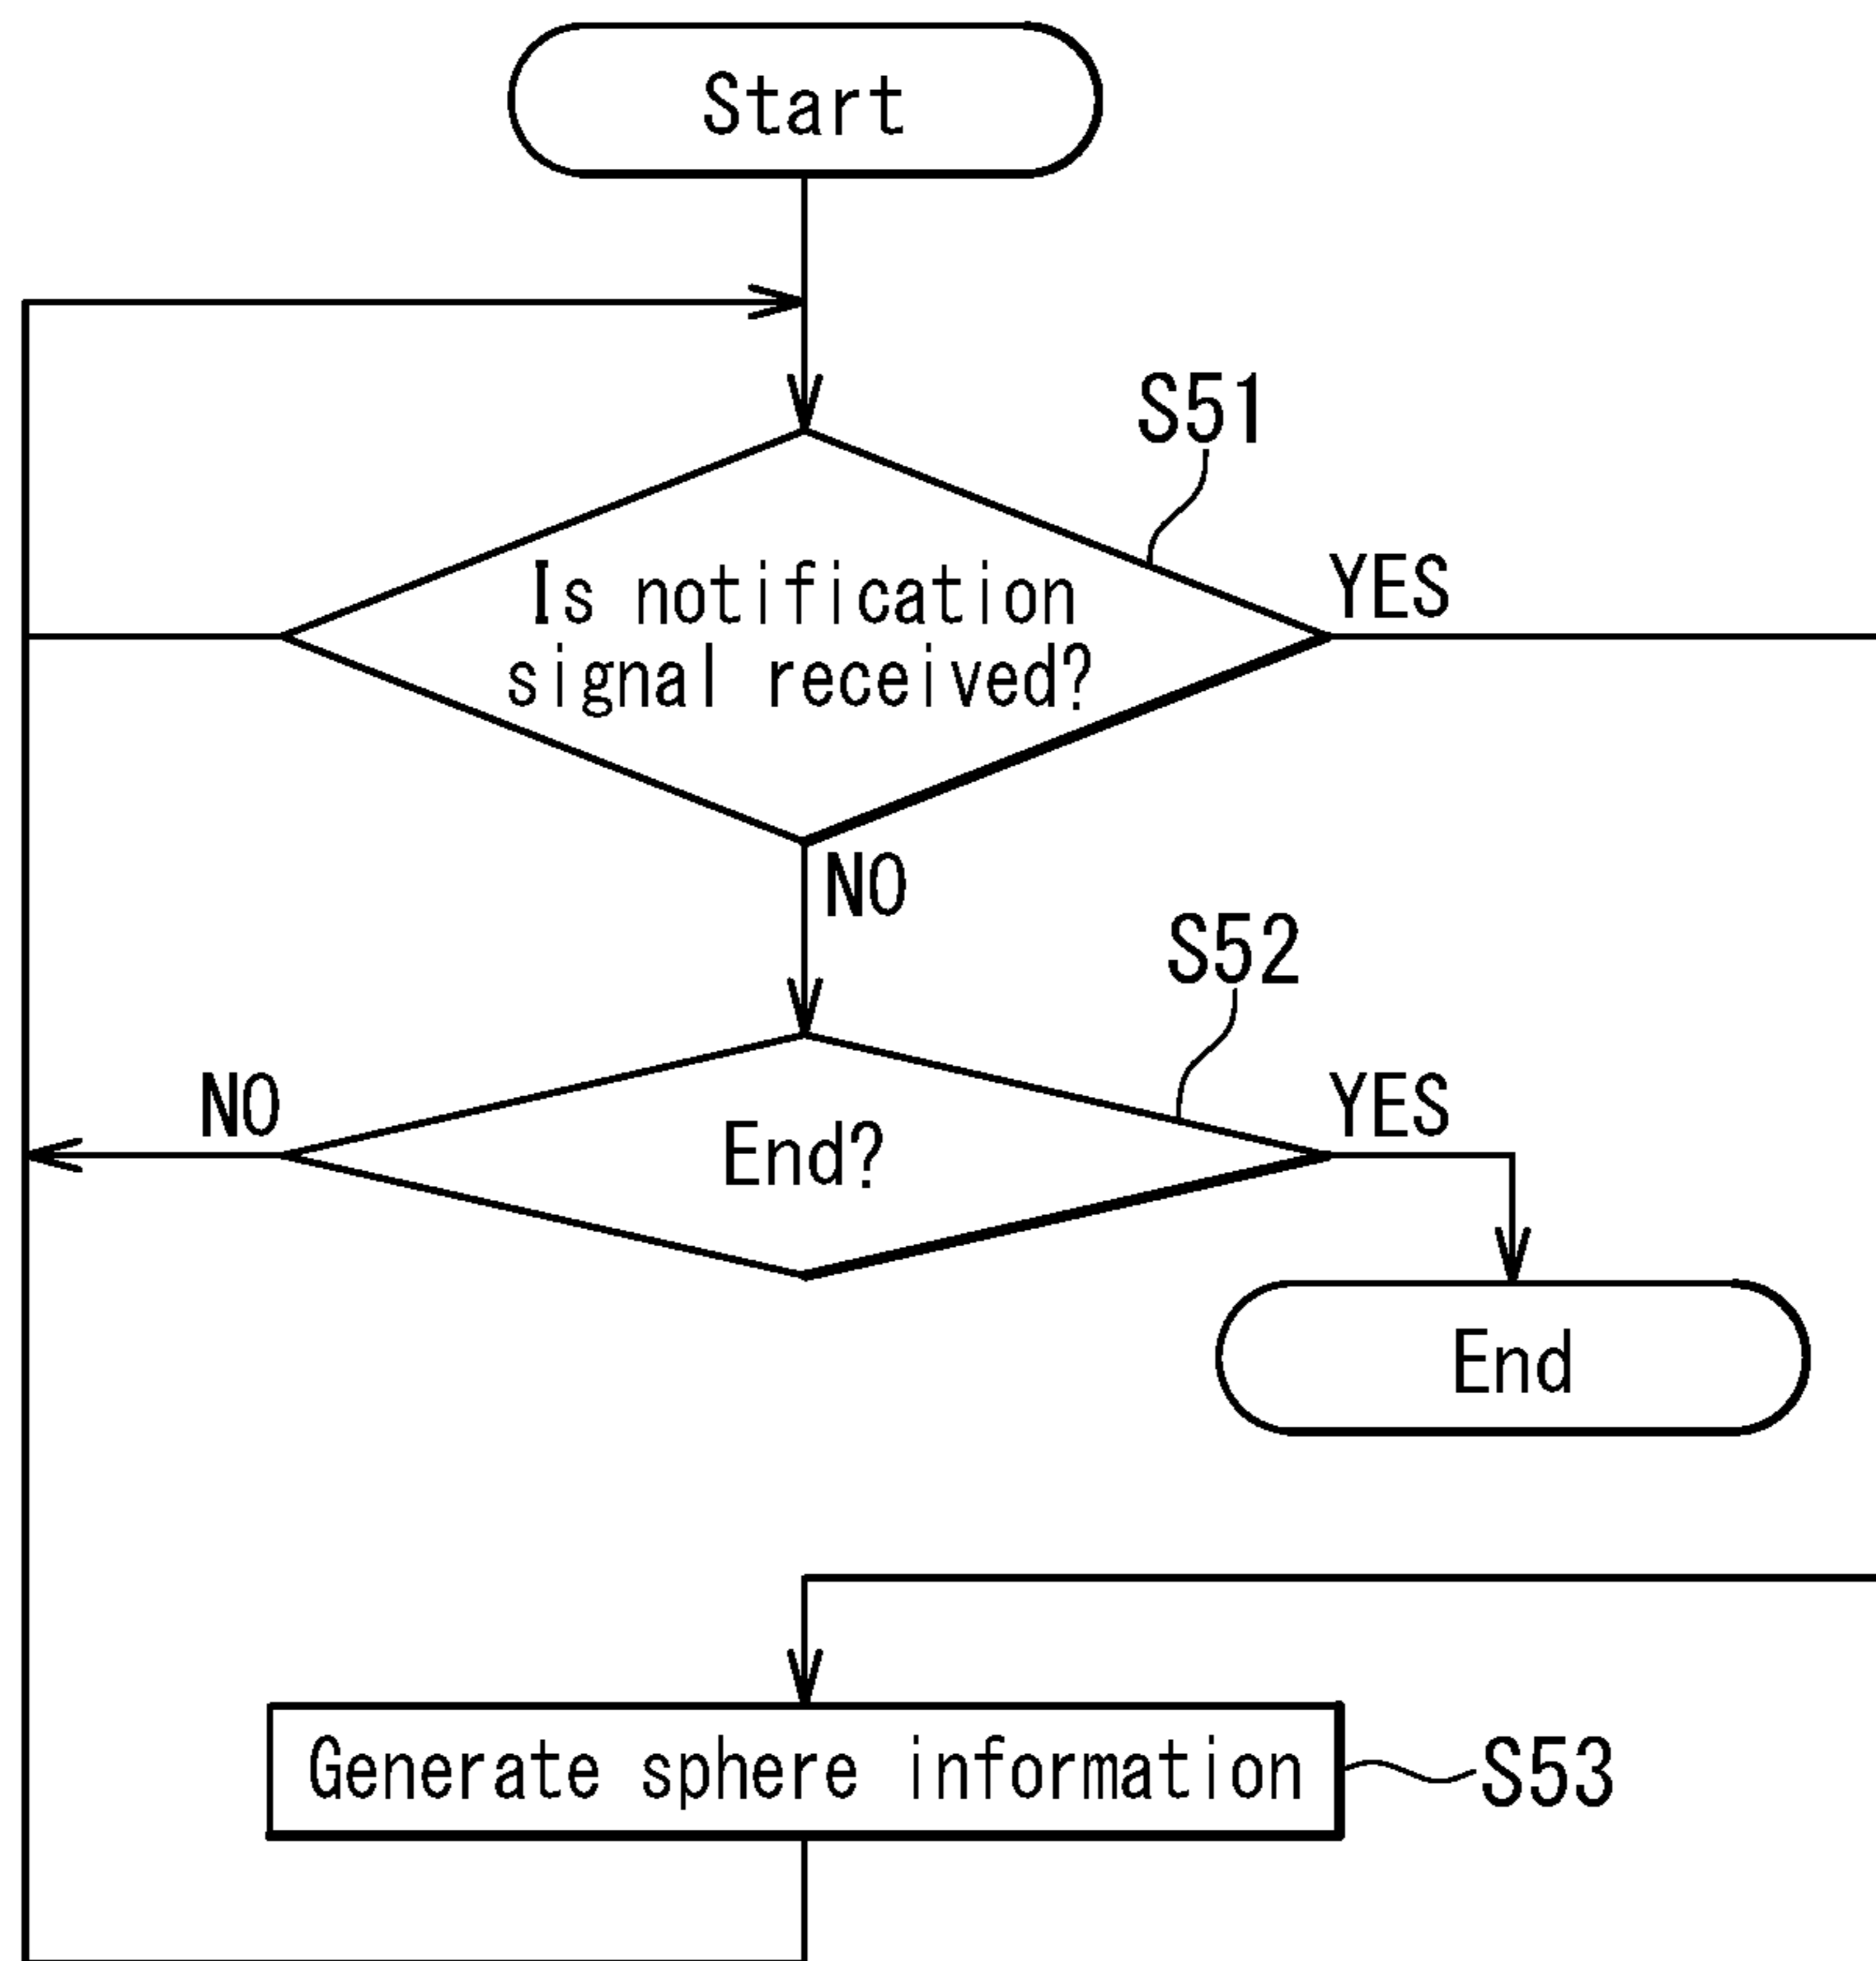 Start
S51
Is notification
signal received?
YES
NO
S52
End?
NO
YES
End
Generate sphere information
S53